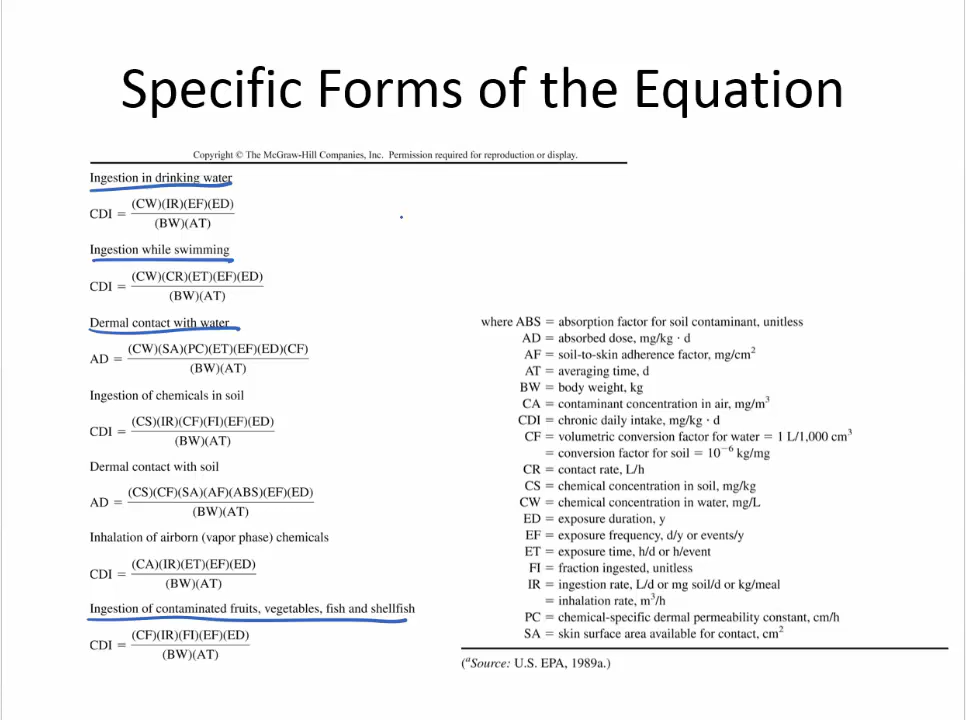 Specific Forms of the Equation
Copyright © The McGraw-Hill Companies, Inc. Permission required for reproduction or display.
Ingestion in drinking water
CDI = (CW)(IR)(EF)(ED)
(BW)(AT)
Ingestion while swimming
CDI = (CW)(CR)(ET)(EF)(ED)
(BW)(AT)
Dermal contact with water
AD = (CW)(SA)(PC)(ET)(EF)(ED)(CF)
(BW)(AT)
Ingestion of chemicals in soil
CDI = (CS)(IR)(CF)(FI)(EF)(ED)
(BW)(AT)
Dermal contact with soil
AD = (CS)(CF)(SA)(AF)(ABS)(EF)(ED)
(BW)(AT)
Inhalation of airborn (vapor phase) chemicals
CDI = (CA)(IR)(ET)(EF)(ED)
(BW)(AT)
Ingestion of contaminated fruits, vegetables, fish and shellfish
CDI = (CF)(IR)(FI)(EF)(ED)
(BW)(AT)
where ABS = absorption factor for soil contaminant, unitless
AD = absorbed dose, mg/kg · d
AF = soil-to-skin adherence factor, mg/cm²
AT = averaging time, d
BW = body weight, kg
CA = contaminant concentration in air, mg/m³
CDI = chronic daily intake, mg/kg · d
CF = volumetric conversion factor for water = 1 L/1,000 cm³
= conversion factor for soil = 10⁻⁶ kg/mg
CR = contact rate, L/h
CS = chemical concentration in soil, mg/kg
CW = chemical concentration in water, mg/L
ED = exposure duration, y
EF = exposure frequency, d/y or events/y
ET = exposure time, h/d or h/event
FI = fraction ingested, unitless
IR = ingestion rate, L/d or mg soil/d or kg/meal
= inhalation rate, m³/h
PC = chemical-specific dermal permeability constant, cm/h
SA = skin surface area available for contact, cm²
(ᵃSource: U.S. EPA, 1989a.)